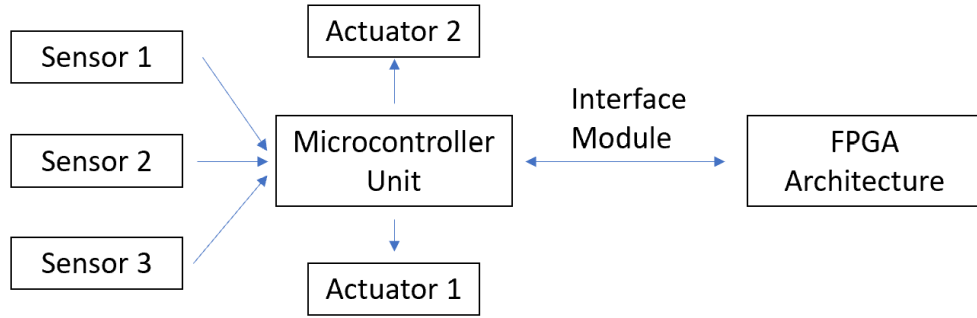 Sensor 1
Sensor 2
Sensor 3
Actuator 2
Microcontroller
Unit
Actuator 1
Interface
Module
FPGA
Architecture